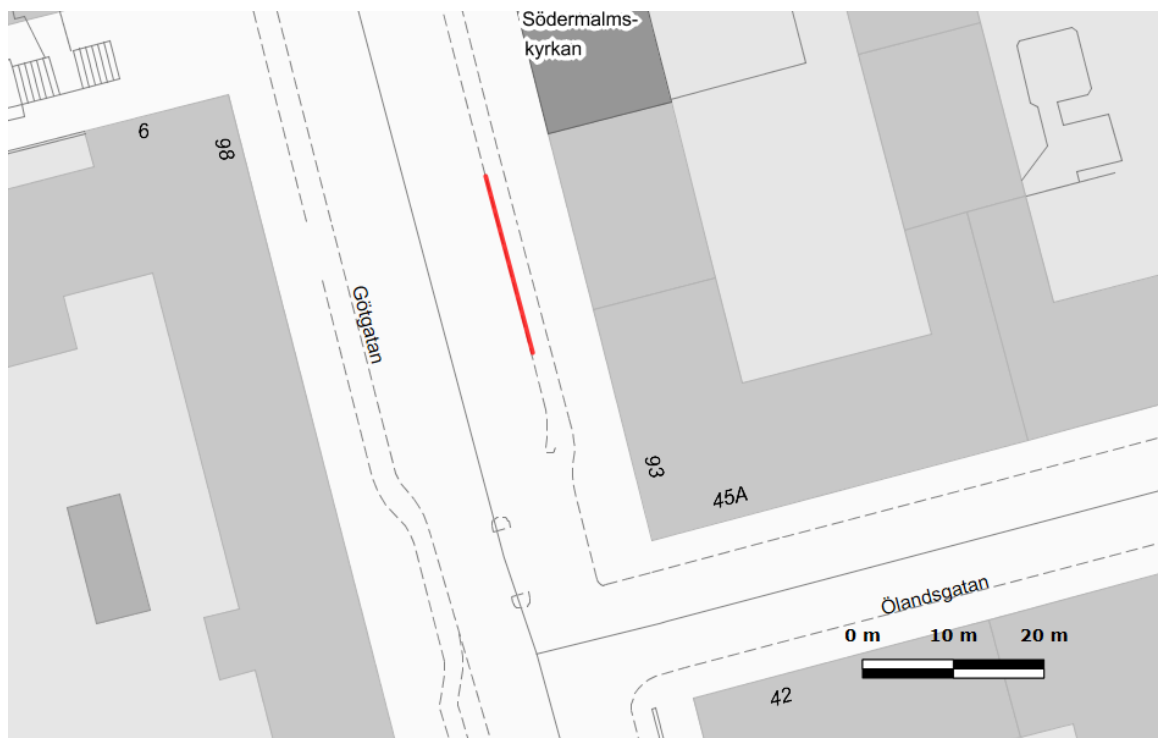 Södermalms-
kyrkan
6
98
Götgatan
93
45A
Ölandsgatan
0 m 10 m 20 m
42